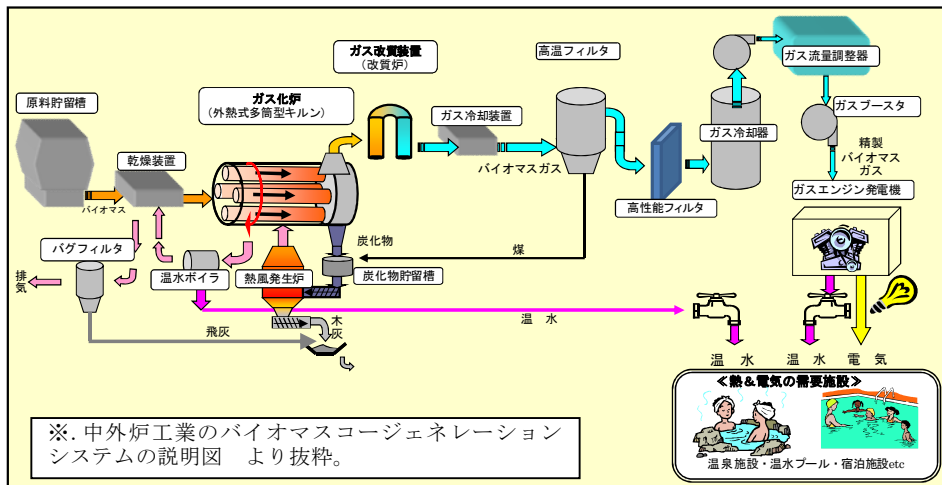 ガス改質装置
(改質炉)
高温フィルタ
ガス流量調整器
原料貯留槽
ガス化炉
(外熱式多筒型キルン)
ガス冷却装置
ガスブースタ
乾燥装置
ガス冷却器
バイオマスガス
精製
バイオマス
ガス
ガスエンジン発電機
バイオマス
高性能フィルタ
バグフィルタ
炭化物
煤
排気
温水ボイラ
熱風発生炉
炭化物貯留槽
温 水
飛灰
木灰
温 水
温 水
電 気
≪熱&電気の需要施設≫
温泉施設・温水プール・宿泊施設etc
※. 中外炉工業のバイオマスコージェネレーション
システムの説明図 より抜粋。